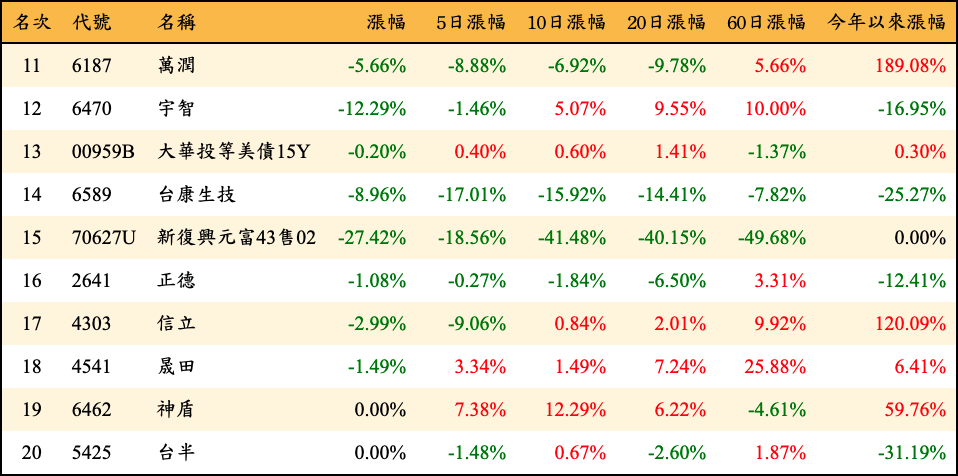 名次 代號 名稱 漲幅 5日漲幅 10日漲幅 20日漲幅 60日漲幅 今年以來漲幅
11 6187 萬潤 -5.66% -8.88% -6.92% -9.78% 5.66% 189.08%
12 6470 宇智 -12.29% -1.46% 5.07% 9.55% 10.00% -16.95%
13 00959B 大華投等美債15Y -0.20% 0.40% 0.60% 1.41% -1.37% 0.30%
14 6589 台康生技 -8.96% -17.01% -15.92% -14.41% -7.82% -25.27%
15 70627U 新復興元富43售02 -27.42% -18.56% -41.48% -40.15% -49.68% 0.00%
16 2641 正德 -1.08% -0.27% -1.84% -6.50% 3.31% -12.41%
17 4303 信立 -2.99% -9.06% 0.84% 2.01% 9.92% 120.09%
18 4541 晟田 -1.49% 3.34% 1.49% 7.24% 25.88% 6.41%
19 6462 神盾 0.00% 7.38% 12.29% 6.22% -4.61% 59.76%
20 5425 台半 0.00% -1.48% 0.67% -2.60% 1.87% -31.19%